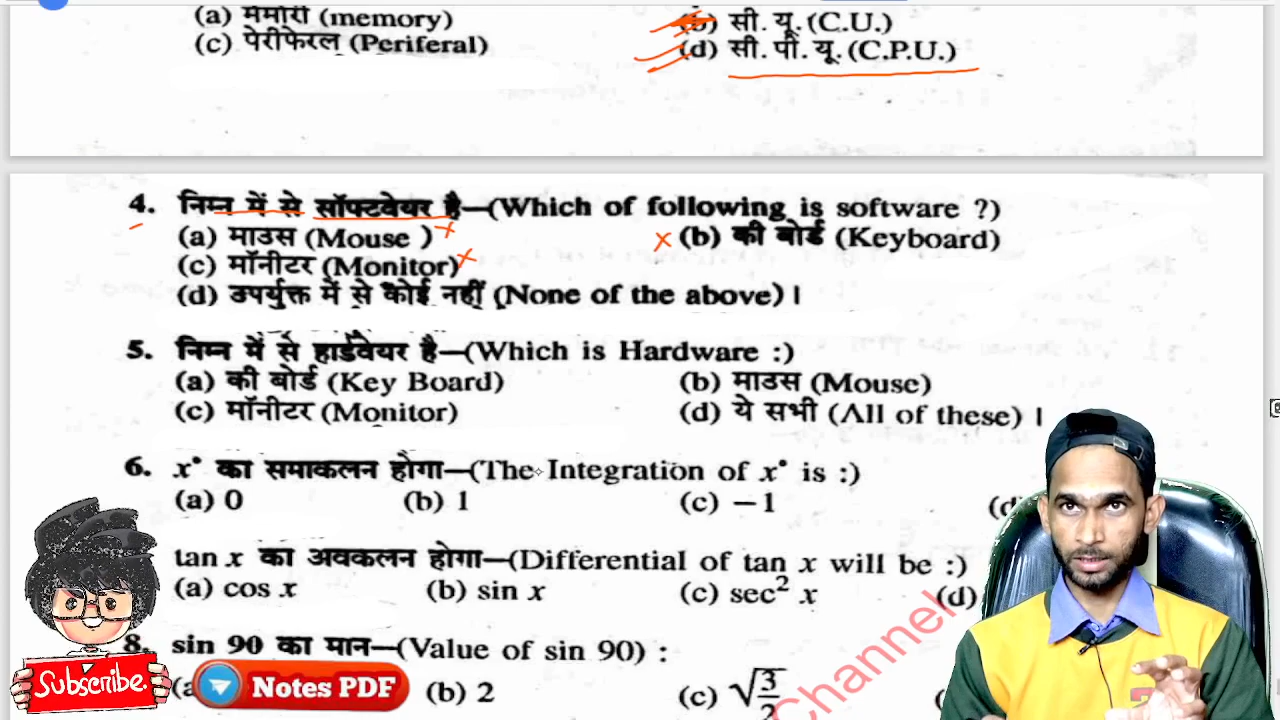 (a) मेमोरी (memory) (b) सी. यू. (C.U.)
(c) पेरीफेरल (Periferal) (d) सी. पी. यू. (C.P.U.)
4. निम्न में से सॉफ्टवेयर है—(Which of following is software ?)
(a) माउस (Mouse ) (b) की बोर्ड (Keyboard)
(c) मॉनीटर (Monitor)
(d) उपर्युक्त में से कोई नहीं (None of the above) |
5. निम्न में से हार्डवेयर है—(Which is Hardware :)
(a) की बोर्ड (Key Board) (b) माउस (Mouse)
(c) मॉनीटर (Monitor) (d) ये सभी (All of these) |
6. x° का समाकलन होगा—(The Integration of x° is :)
(a) 0 (b) 1 (c) – 1
tan x का अवकलन होगा—(Differential of tan x will be :)
(a) cos x (b) sin x (c) sec² x (d)
8. sin 90 का मान—(Value of sin 90) :
(b) 2 (c) √3/2
Channel
Subscribe.
Notes PDF